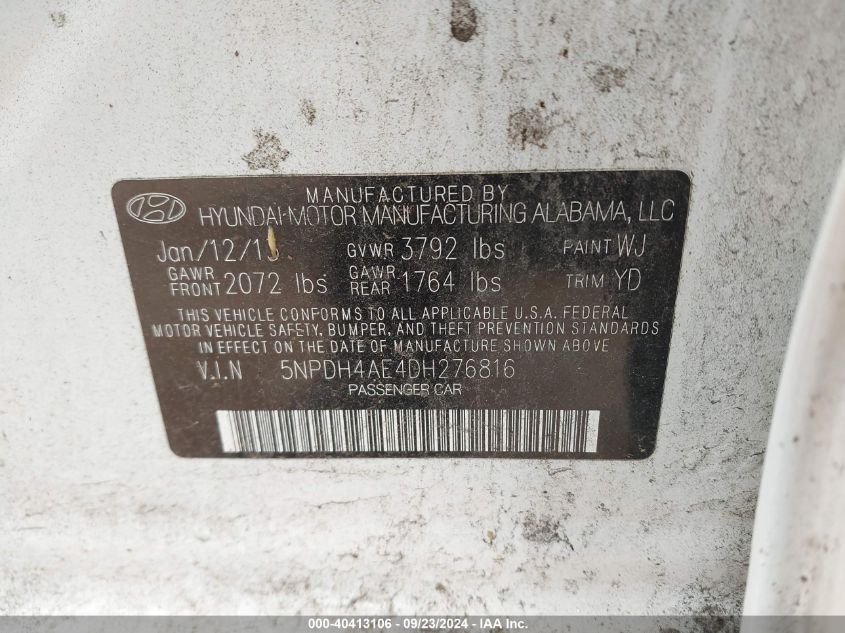 MANUFACTURED BY
HYUNDAI MOTOR MANUFACTURING ALABAMA, LLC
GVWR 3792 lbs PAINT WJ
GAWR FRONT 2072 lbs GAWR REAR 1764 lbs TRIM YD
THIS VEHICLE CONFORMS TO ALL APPLICABLE U.S.A. FEDERAL
MOTOR VEHICLE SAFETY, BUMPER, AND THEFT PREVENTION STANDARDS
IN EFFECT ON THE DATE OF MANUFACTURE SHOWN ABOVE
V.I.N 5NPDH4AE4DH276816
PASSENGER CAR
000-40413106 - 09/23/2024 - IAA Inc.